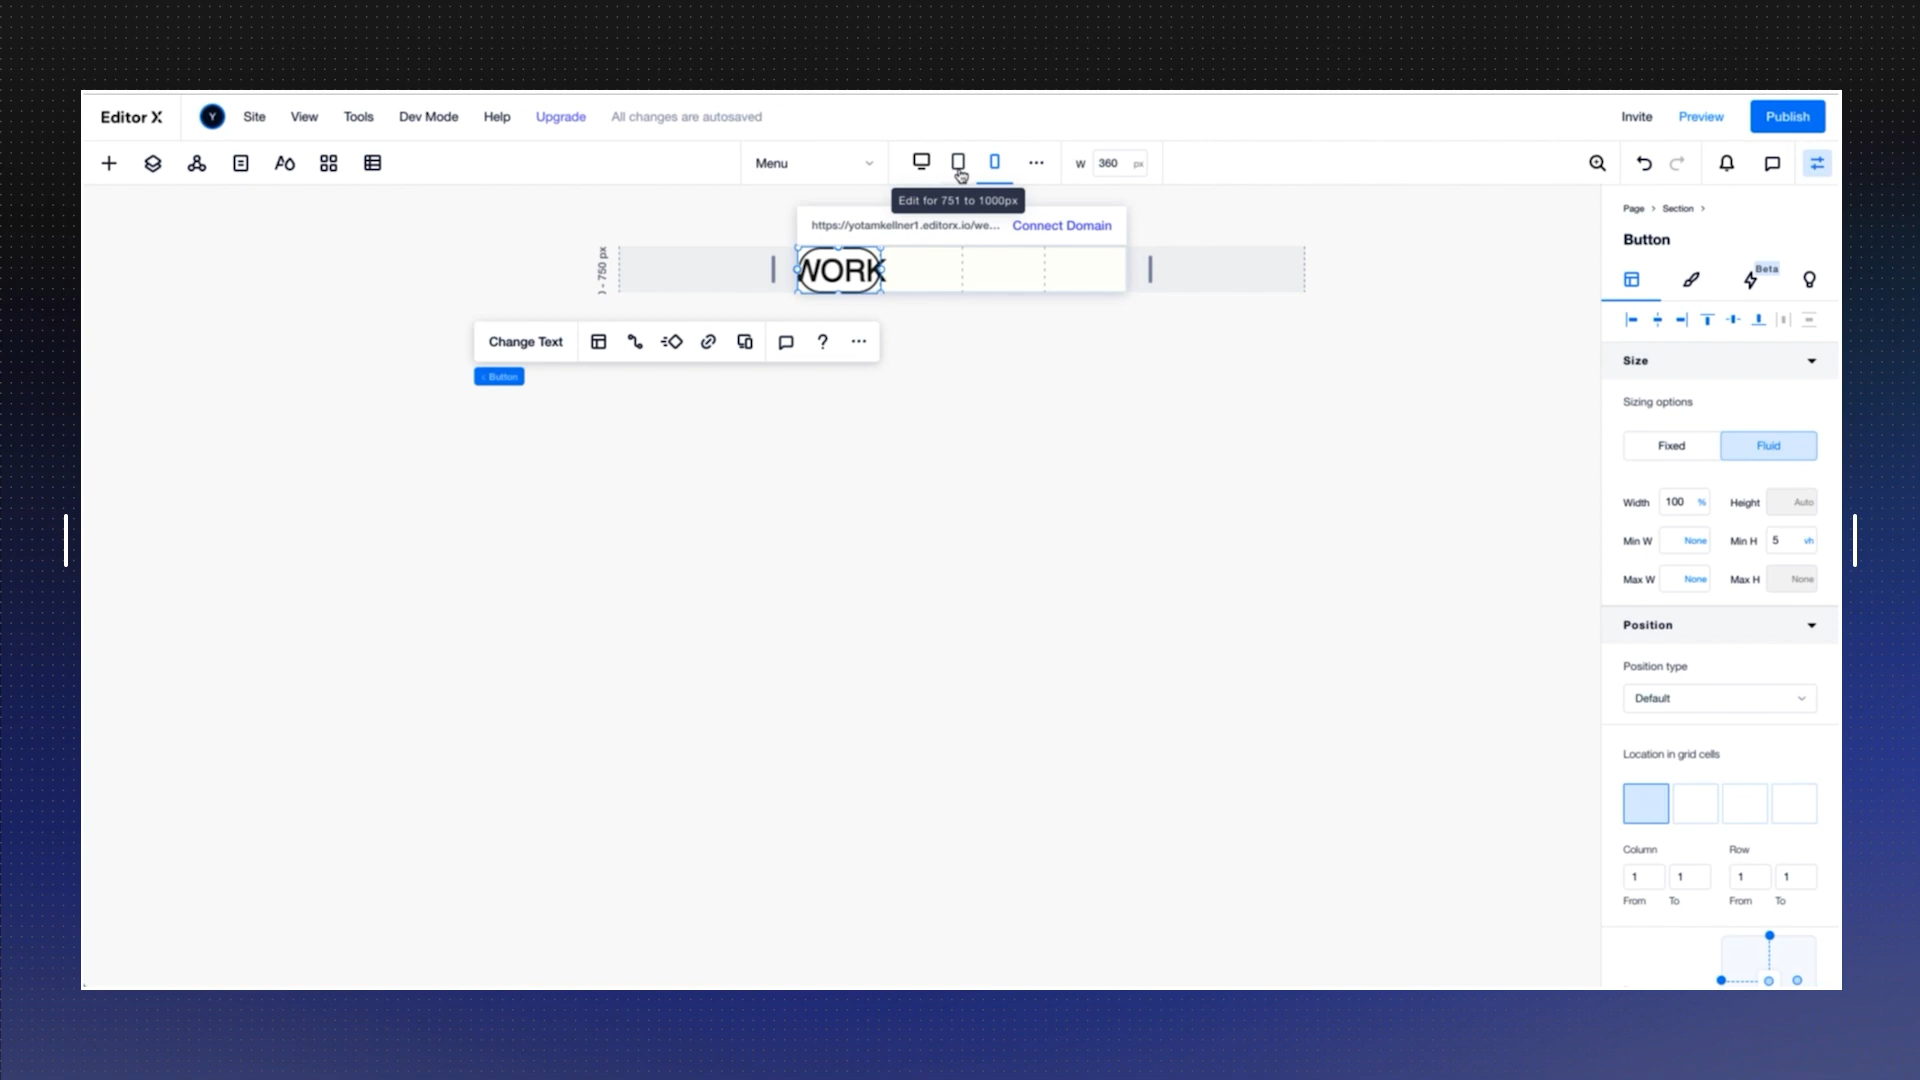 Editor X
Y
Site
View
Tools
Dev Mode
Help
Upgrade
All changes are autosaved
Invite
Preview
Publish
Menu
W 360 px
Edit for 751 to 1000px
https://yotamkellner1.editorx.io/we...
Connect Domain
- 750 px
WORK
Change Text
?
‹ Button
Page > Section >
Button
Beta
Size
Sizing options
Fixed
Fluid
Width 100 % Height Auto
Min W None Min H 5 vh
Max W None Max H None
Position
Position type
Default
Location in grid cells
Column Row
1 1 1 1
From To From To